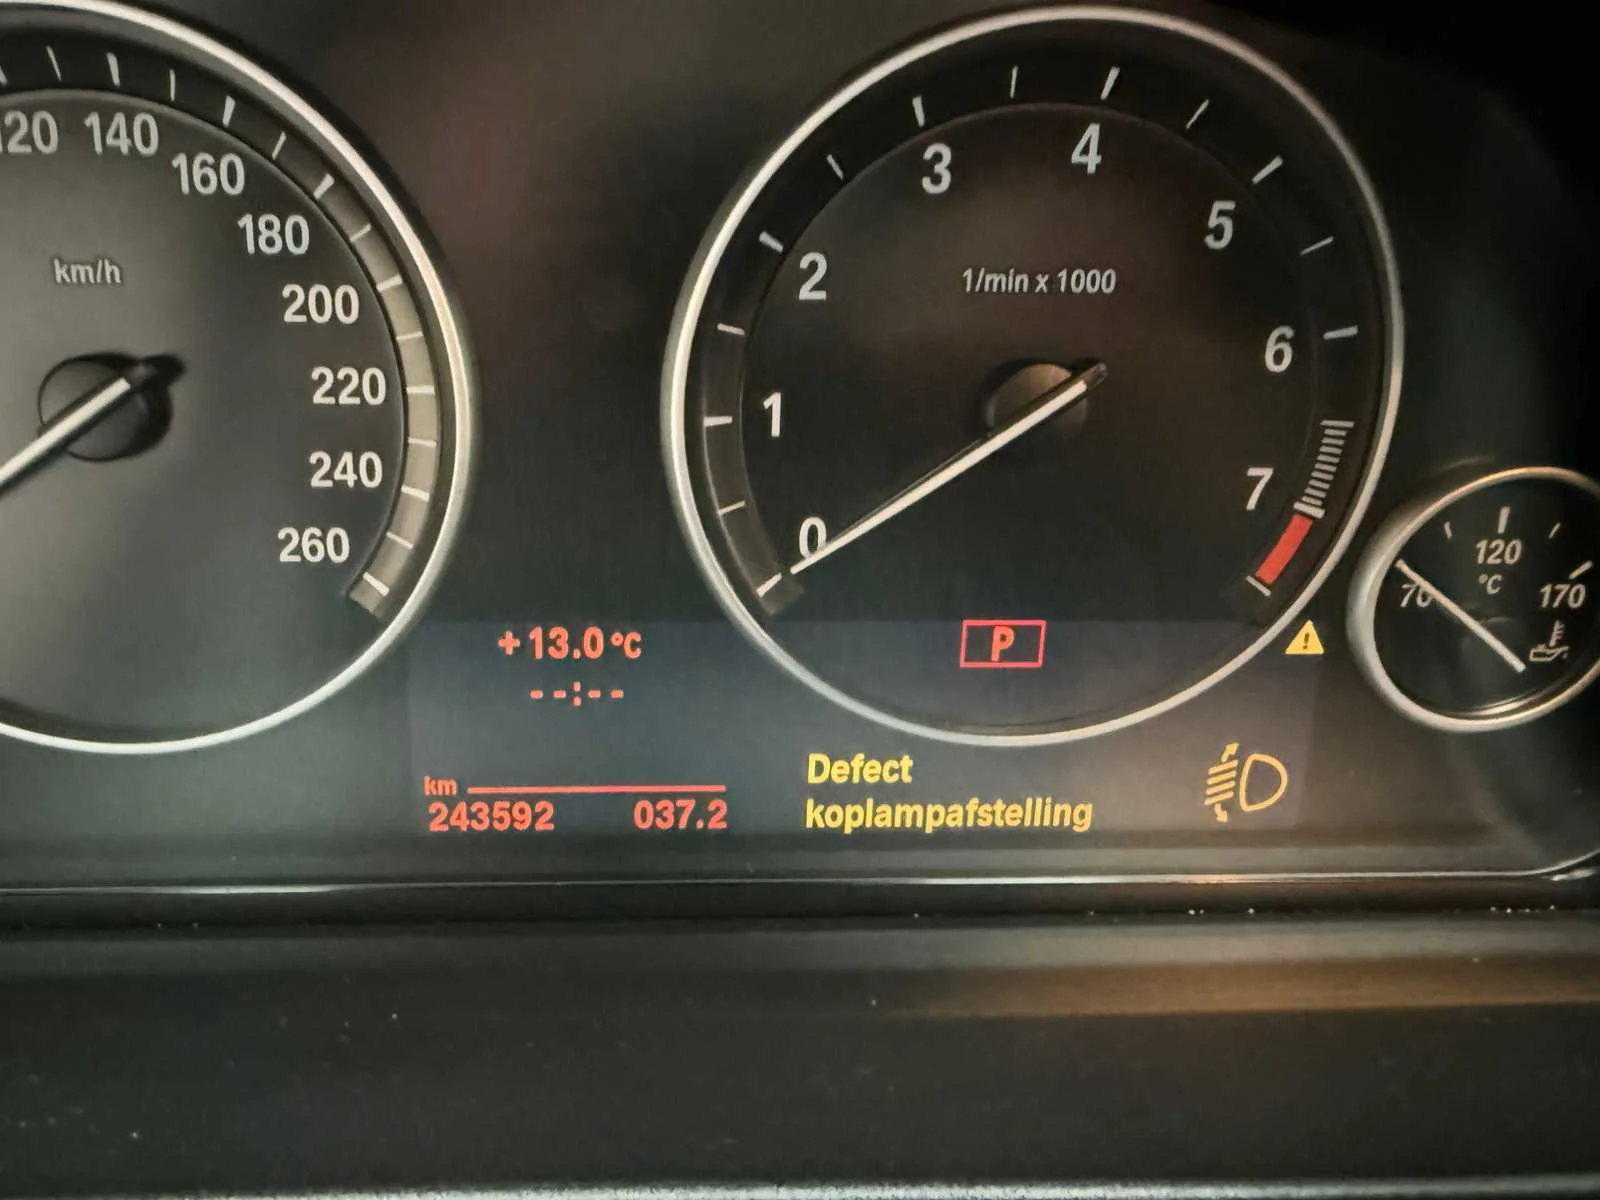 120
140
160
180
200
220
240
260
km/h
0
1
2
3
4
5
6
7
1/min x 1000
70
120
170
°C
+13.0°C
--:--
P
km
243592 037.2
Defect
koplampafstelling